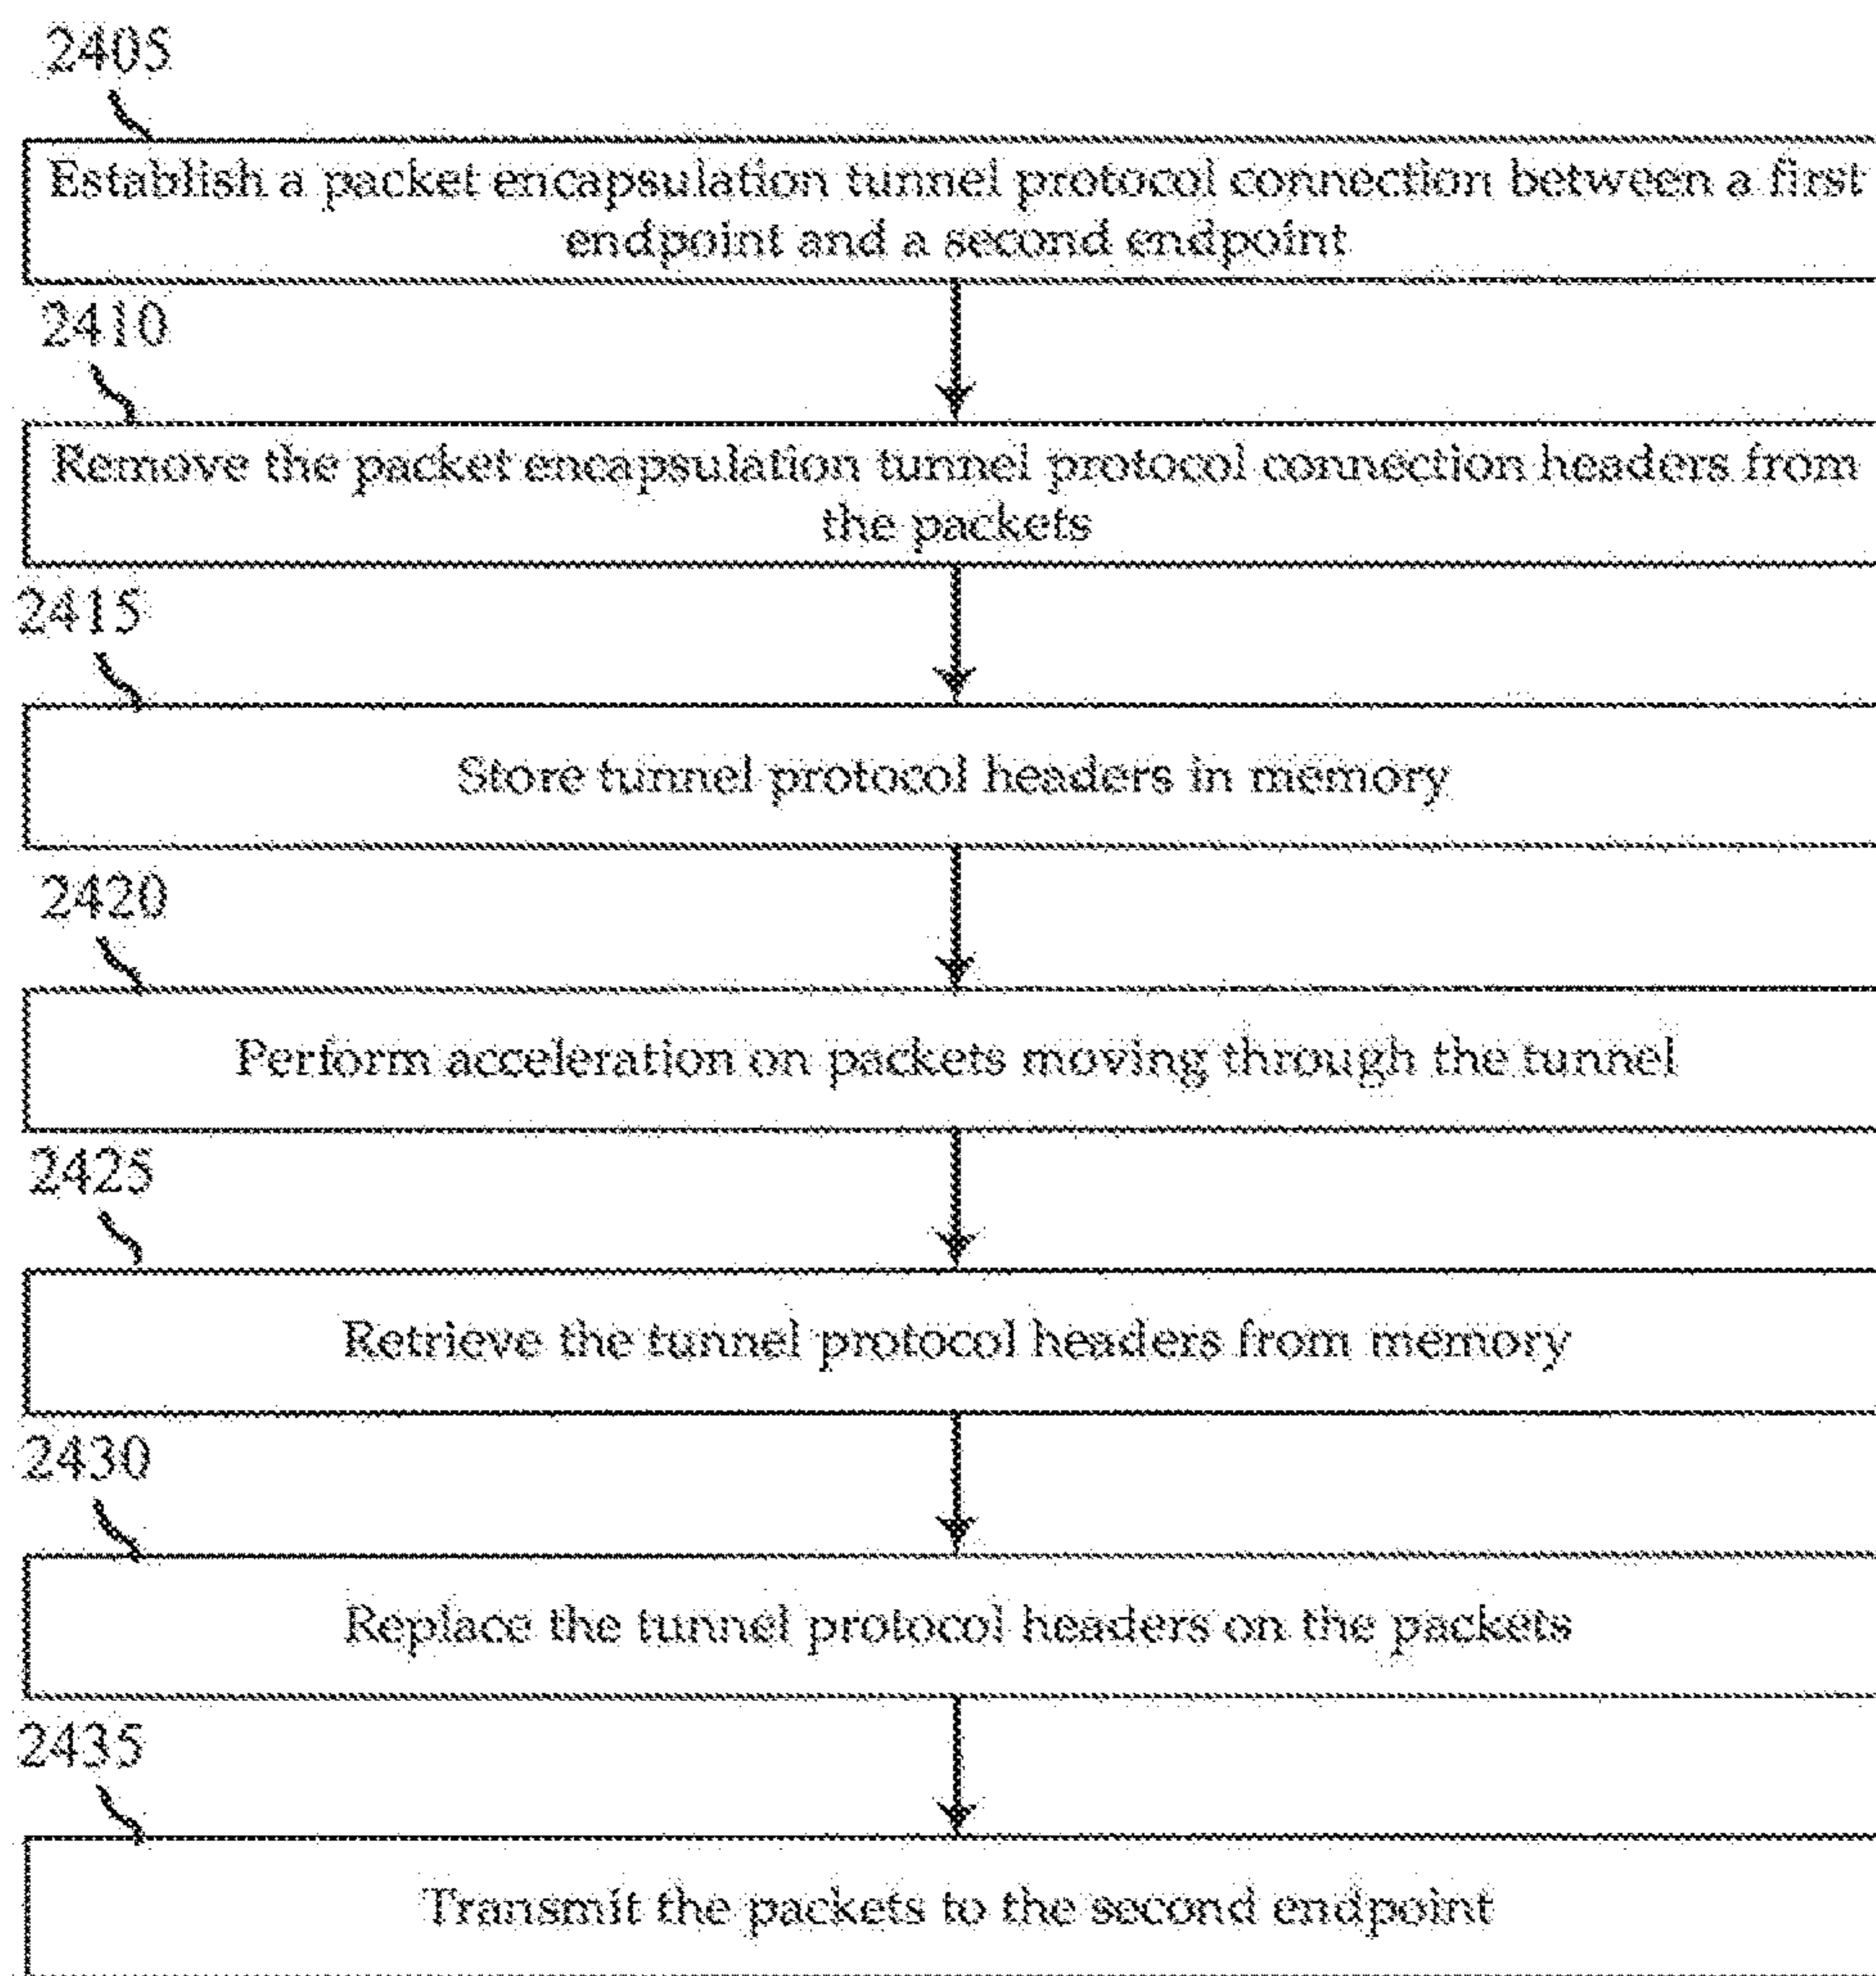 2405
Establish a packet encapsulation tunnel protocol connection between a first
endpoint and a second endpoint
2410
Remove the packet encapsulation tunnel protocol connection headers from
the packets
2415
Store tunnel protocol headers in memory
2420
Perform acceleration on packets moving through the tunnel
2425
Retrieve the tunnel protocol headers from memory
2430
Replace the tunnel protocol headers on the packets
2435
Transmit the packets to the second endpoint